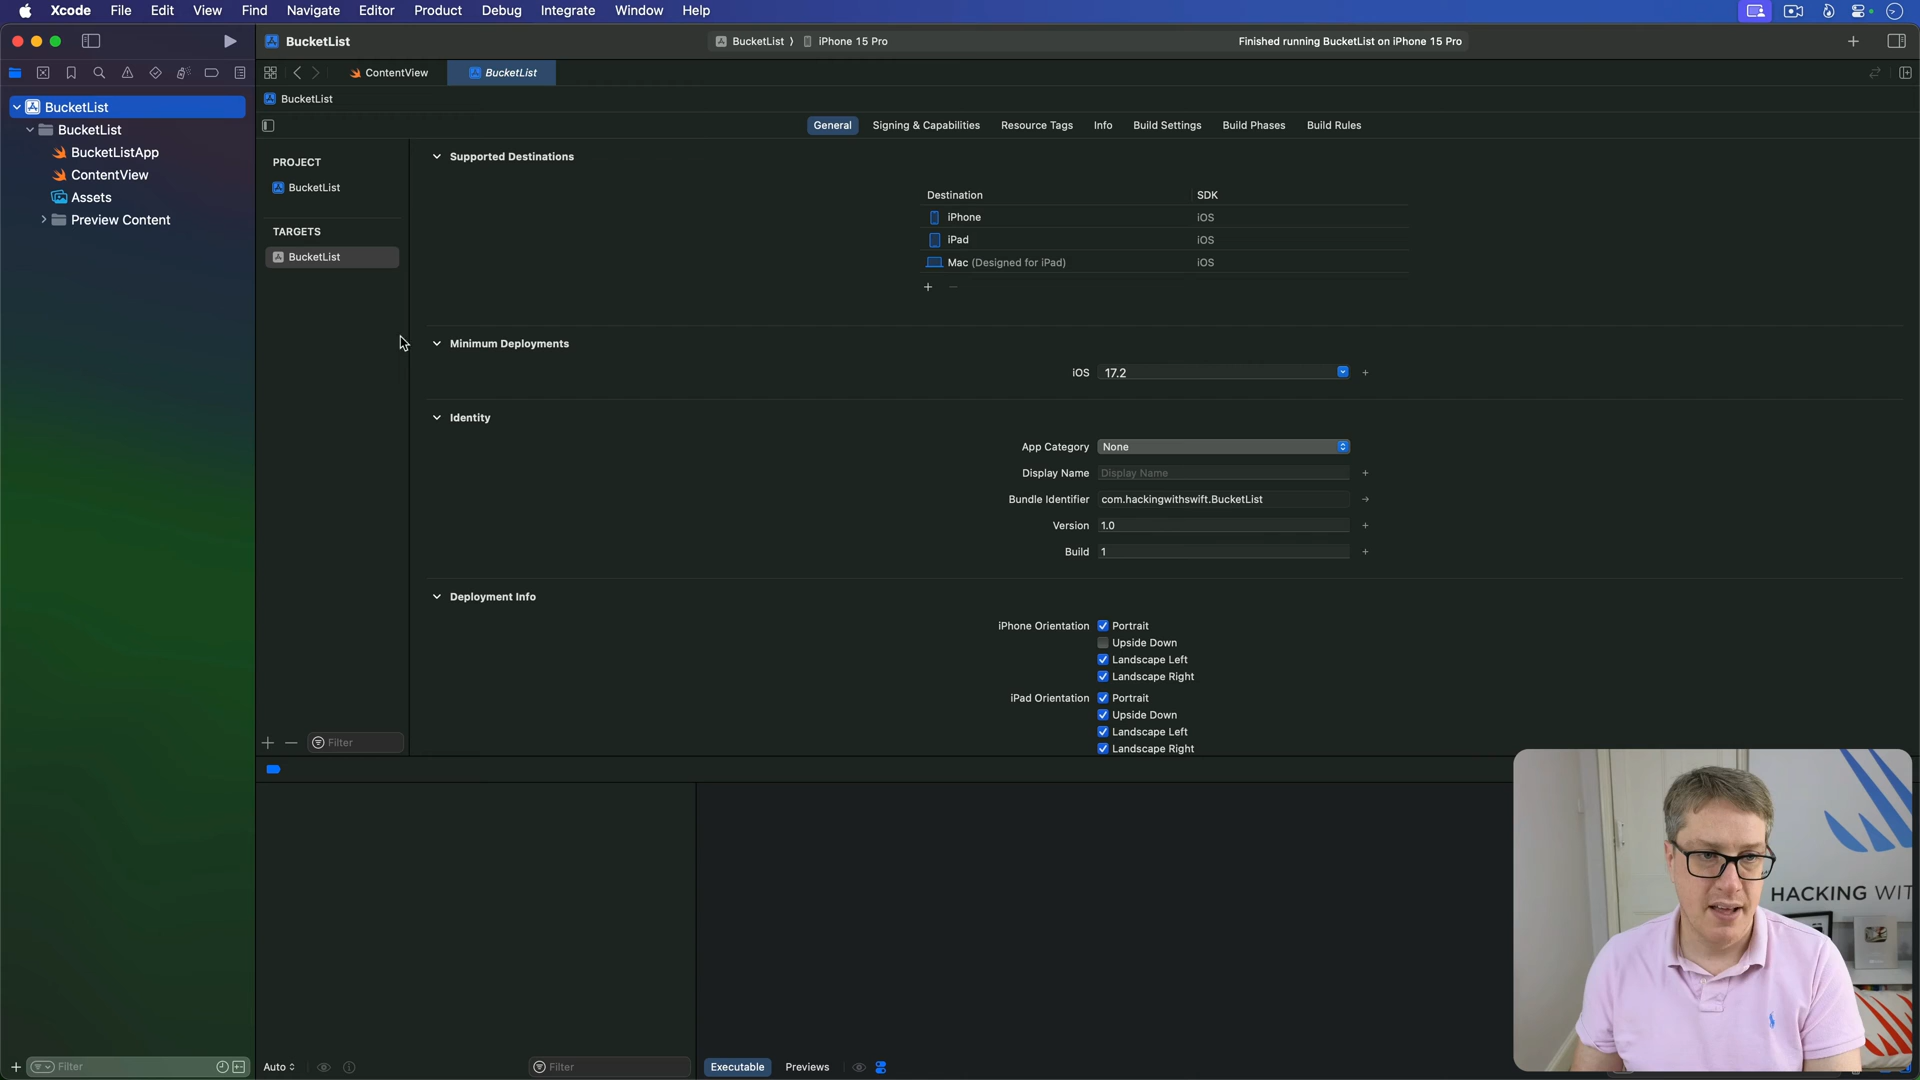 Xcode File Edit View Find Navigate Editor Product Debug Integrate Window Help
BucketList
BucketList 〉 iPhone 15 Pro
Finished running BucketList on iPhone 15 Pro
ContentView
BucketList
BucketList
BucketList
BucketList
BucketListApp
ContentView
Assets
Preview Content
General Signing & Capabilities Resource Tags Info Build Settings Build Phases Build Rules
PROJECT
BucketList
TARGETS
BucketList
Supported Destinations
Destination SDK
iPhone iOS
iPad iOS
Mac (Designed for iPad) iOS
Minimum Deployments
iOS 17.2
Identity
App Category None
Display Name Display Name
Bundle Identifier com.hackingwithswift.BucketList
Version 1.0
Build 1
Deployment Info
iPhone Orientation Portrait
Upside Down
Landscape Left
Landscape Right
iPad Orientation Portrait
Upside Down
Landscape Left
Landscape Right
Filter
HACKING WIT
Filter
Auto
Filter
Executable Previews